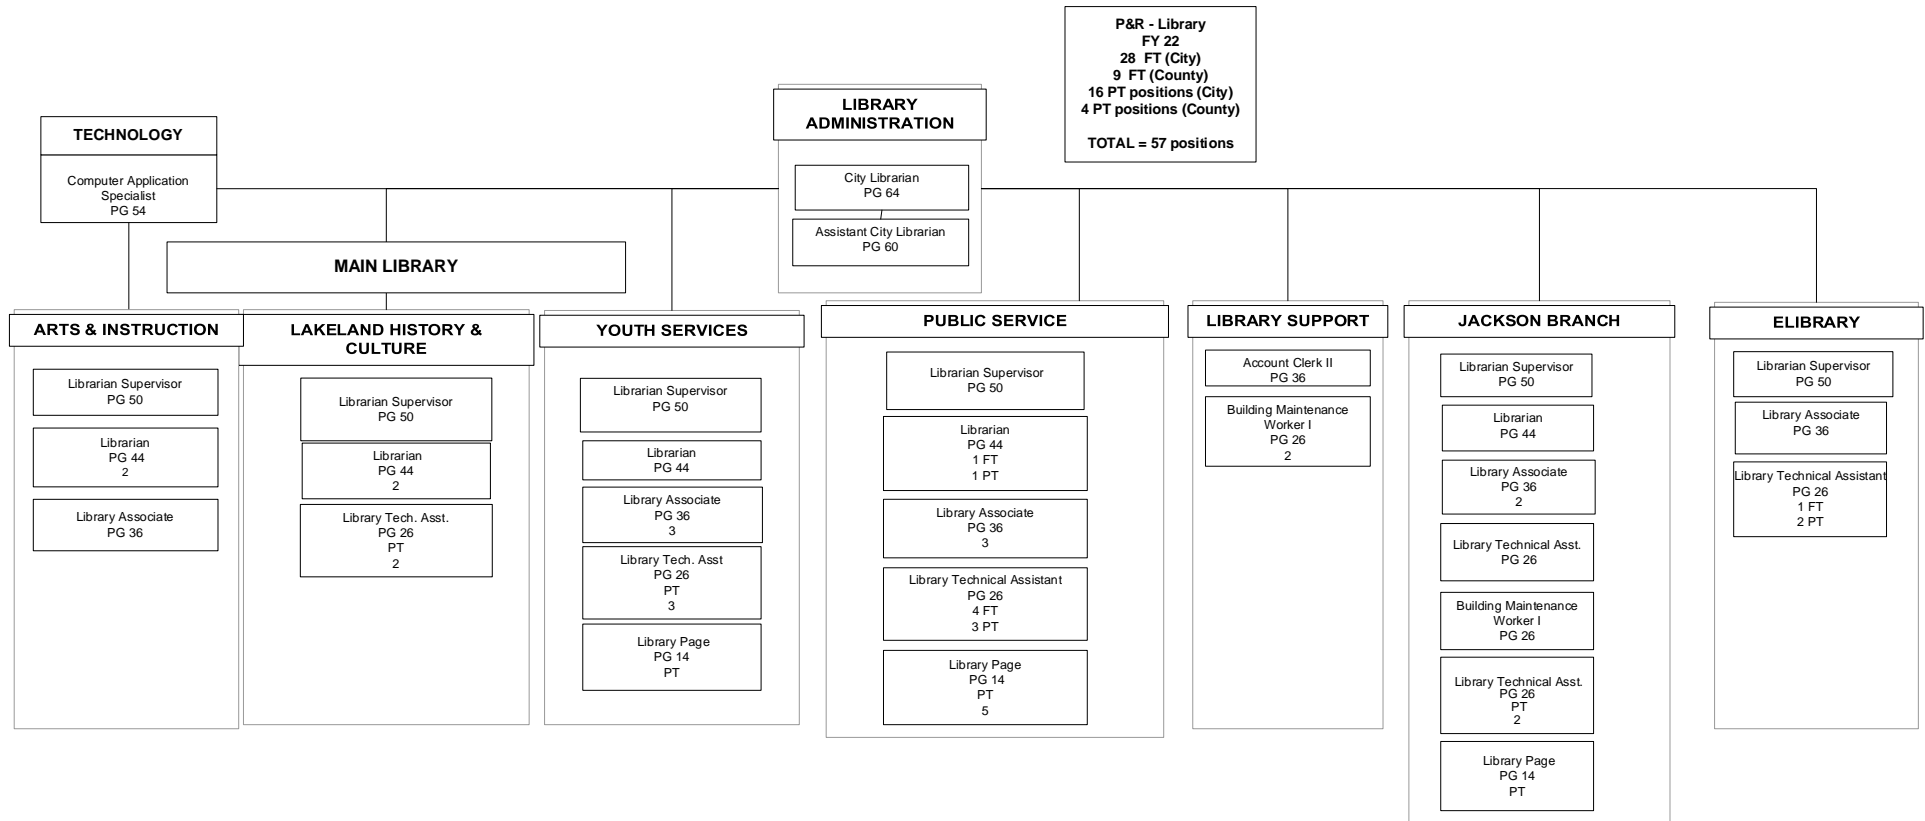 P&R - Library
FY 22
28 FT (City)
9 FT (County)
16 PT positions (City)
4 PT positions (County)
TOTAL = 57 positions
LIBRARY
ADMINISTRATION
City Librarian
PG 64
Assistant City Librarian
PG 60
TECHNOLOGY
Computer Application
Specialist
PG 54
MAIN LIBRARY
ARTS & INSTRUCTION
Librarian Supervisor
PG 50
Librarian
PG 44
2
Library Associate
PG 36
LAKELAND HISTORY &
CULTURE
Librarian Supervisor
PG 50
Librarian
PG 44
2
Library Tech. Asst.
PG 26
PT
2
YOUTH SERVICES
Librarian Supervisor
PG 50
Librarian
PG 44
Library Associate
PG 36
3
Library Tech. Asst
PG 26
PT
3
Library Page
PG 14
PT
PUBLIC SERVICE
Librarian Supervisor
PG 50
Librarian
PG 44
1 FT
1 PT
Library Associate
PG 36
3
Library Technical Assistant
PG 26
4 FT
3 PT
Library Page
PG 14
PT
5
LIBRARY SUPPORT
Account Clerk II
PG 36
Building Maintenance
Worker I
PG 26
2
JACKSON BRANCH
Librarian Supervisor
PG 50
Librarian
PG 44
Library Associate
PG 36
2
Library Technical Asst.
PG 26
Building Maintenance
Worker I
PG 26
Library Technical Asst.
PG 26
PT
2
Library Page
PG 14
PT
ELIBRARY
Librarian Supervisor
PG 50
Library Associate
PG 36
Library Technical Assistant
PG 26
1 FT
2 PT